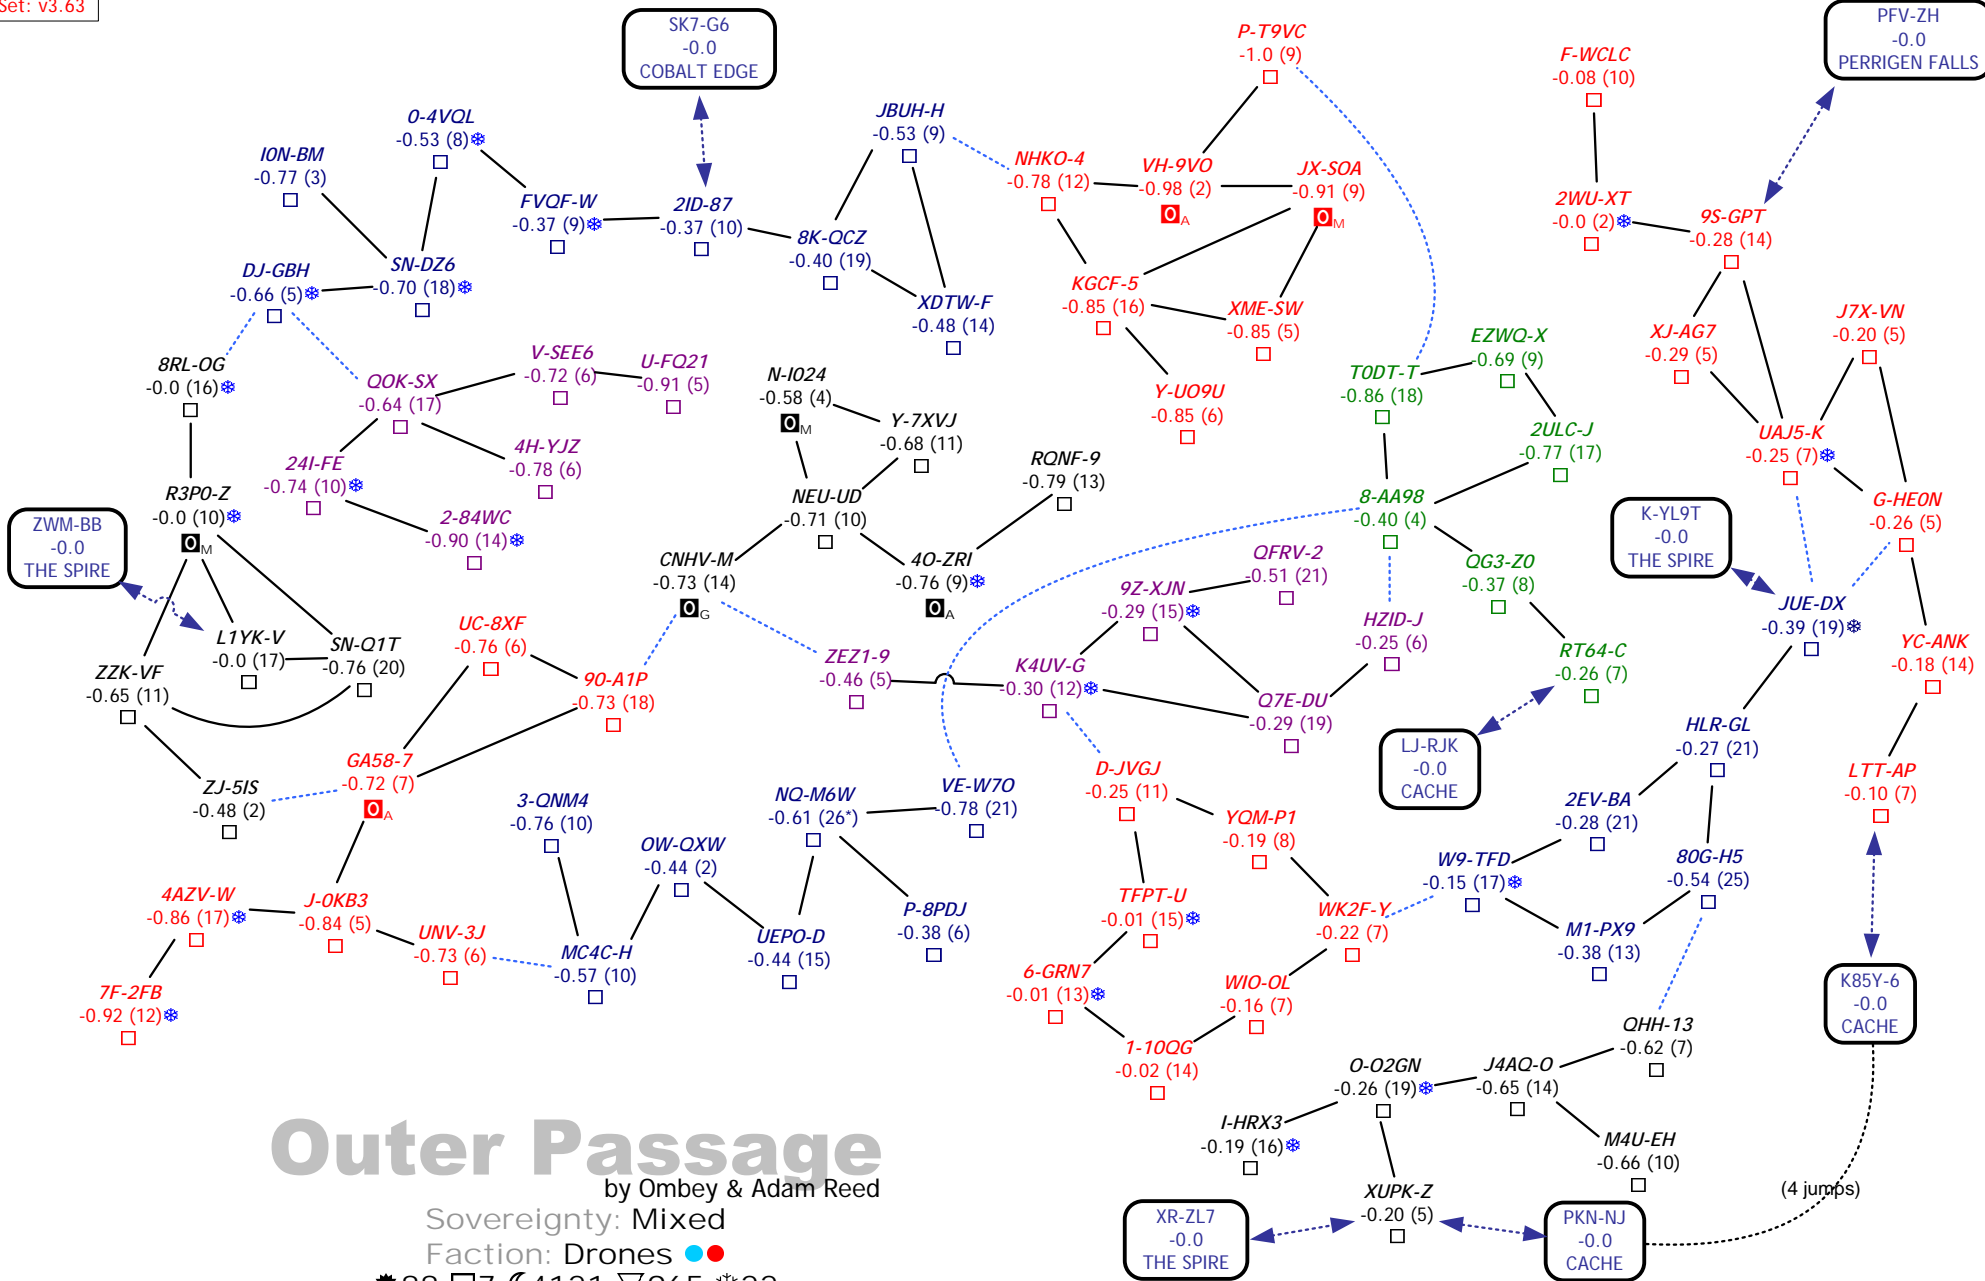 Set: v3.63
SK7-G6
-0.0
COBALT EDGE
PFV-ZH
-0.0
PERRIGEN FALLS
P-T9VC
-1.0 (9)
F-WCLC
-0.08 (10)
0-4VQL
-0.53 (8)
JBUH-H
-0.53 (9)
I0N-BM
-0.77 (3)
NHKO-4
-0.78 (12)
VH-9VO
-0.98 (2)
A
JX-SOA
-0.91 (9)
M
FVQF-W
-0.37 (9)
2ID-87
-0.37 (10)
2WU-XT
-0.0 (2)
9S-GPT
-0.28 (14)
8K-QCZ
-0.40 (19)
DJ-GBH
-0.66 (5)
SN-DZ6
-0.70 (18)
KGCF-5
-0.85 (16)
XDTW-F
-0.48 (14)
XME-SW
-0.85 (5)
J7X-VN
-0.20 (5)
XJ-AG7
-0.29 (5)
EZWQ-X
-0.69 (9)
8RL-OG
-0.0 (16)
V-SEE6
-0.72 (6)
U-FQ21
-0.91 (5)
QOK-SX
-0.64 (17)
N-I024
-0.58 (4)
M
T0DT-T
-0.86 (18)
Y-UO9U
-0.85 (6)
Y-7XVJ
-0.68 (11)
2ULC-J
-0.77 (17)
UAJ5-K
-0.25 (7)
4H-YJZ
-0.78 (6)
24I-FE
-0.74 (10)
RQNF-9
-0.79 (13)
R3P0-Z
-0.0 (10)
M
NEU-UD
-0.71 (10)
8-AA98
-0.40 (4)
G-HE0N
-0.26 (5)
ZWM-BB
-0.0
THE SPIRE
2-84WC
-0.90 (14)
K-YL9T
-0.0
THE SPIRE
CNHV-M
-0.73 (14)
G
4O-ZRI
-0.76 (9)
A
QFRV-2
-0.51 (21)
QG3-Z0
-0.37 (8)
9Z-XJN
-0.29 (15)
JUE-DX
-0.39 (19)
UC-8XF
-0.76 (6)
HZID-J
-0.25 (6)
L1YK-V
-0.0 (17)
SN-Q1T
-0.76 (20)
YC-ANK
-0.18 (14)
RT64-C
-0.26 (7)
ZEZ1-9
-0.46 (5)
K4UV-G
-0.30 (12)
ZZK-VF
-0.65 (11)
90-A1P
-0.73 (18)
Q7E-DU
-0.29 (19)
HLR-GL
-0.27 (21)
LJ-RJK
-0.0
CACHE
GA58-7
-0.72 (7)
A
D-JVGJ
-0.25 (11)
LTT-AP
-0.10 (7)
ZJ-5IS
-0.48 (2)
NQ-M6W
-0.61 (26*)
VE-W7O
-0.78 (21)
3-QNM4
-0.76 (10)
2EV-BA
-0.28 (21)
YQM-P1
-0.19 (8)
OW-QXW
-0.44 (2)
W9-TFD
-0.15 (17)
80G-H5
-0.54 (25)
4AZV-W
-0.86 (17)
J-0KB3
-0.84 (5)
TFPT-U
-0.01 (15)
P-8PDJ
-0.38 (6)
WK2F-Y
-0.22 (7)
UNV-3J
-0.73 (6)
UEPO-D
-0.44 (15)
M1-PX9
-0.38 (13)
MC4C-H
-0.57 (10)
6-GRN7
-0.01 (13)
WIO-OL
-0.16 (7)
K85Y-6
-0.0
CACHE
7F-2FB
-0.92 (12)
QHH-13
-0.62 (7)
1-10QG
-0.02 (14)
O-O2GN
-0.26 (19)
J4AQ-O
-0.65 (14)
I-HRX3
-0.19 (16)
M4U-EH
-0.66 (10)
Outer Passage
by Ombey & Adam Reed
(4 jumps)
XUPK-Z
-0.20 (5)
XR-ZL7
-0.0
THE SPIRE
PKN-NJ
-0.0
CACHE
Sovereignty: Mixed
Faction: Drones